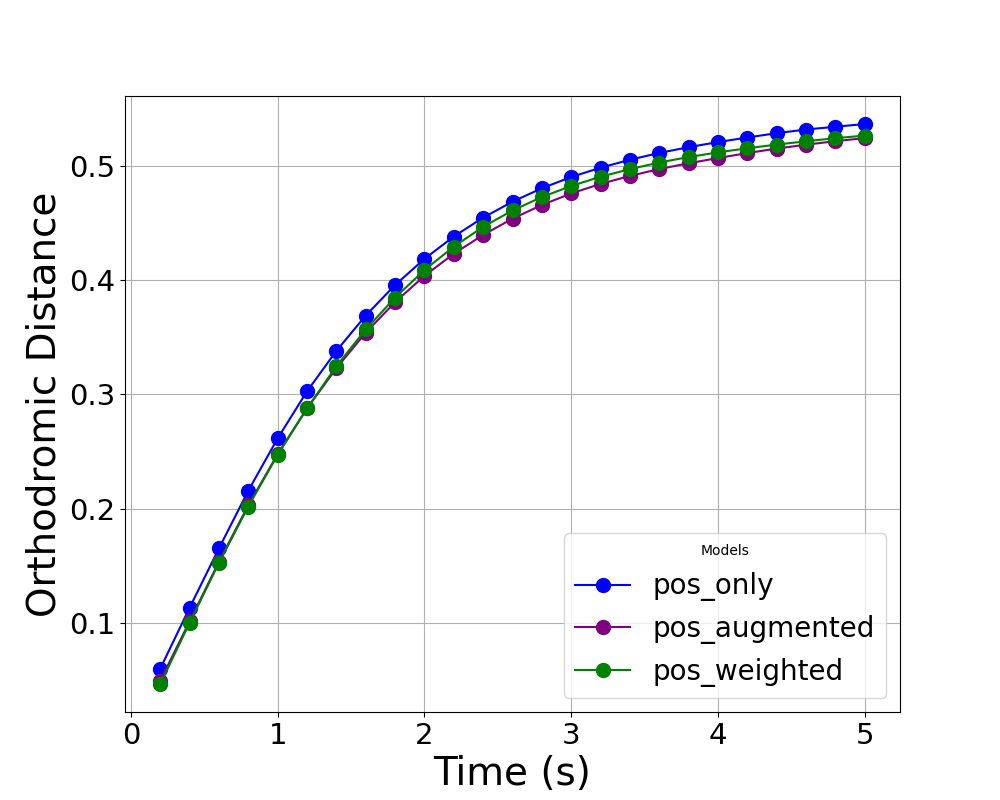 Orthodromic Distance
0.5
0.4
0.3
0.2
0.1
0 1 2 3 4 5
Time (s)
Models
pos_only
pos_augmented
pos_weighted